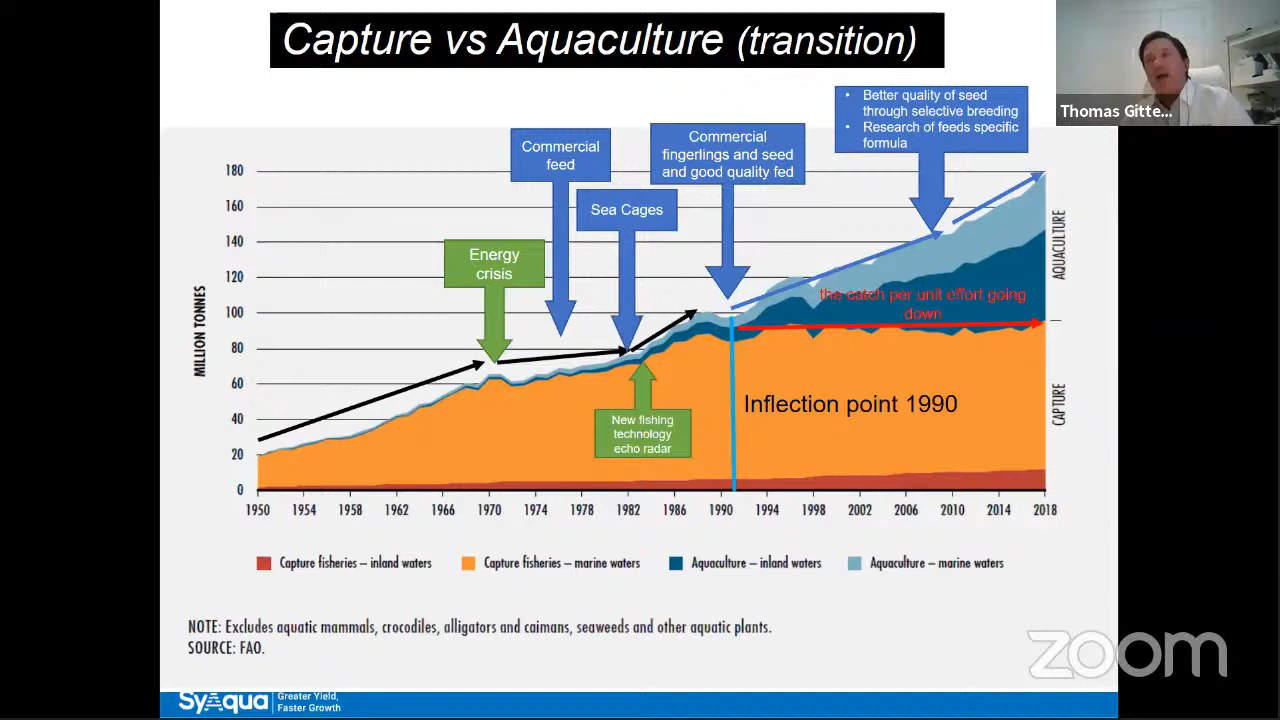 Capture vs Aquaculture (transition)
Thomas Gitte...
• Better quality of seed
through selective breeding
• Research of feeds specific
formula
Commercial
fingerlings and seed
and good quality fed
Commercial
feed
Sea Cages
Energy
crisis
New fishing
technology
echo radar
the catch per unit effort going
down
Inflection point 1990
MILLION TONNES
180
160
140
120
100
80
60
40
20
0
AQUACULTURE
CAPTURE
1950 1954 1958 1962 1966 1970 1974 1978 1982 1986 1990 1994 1998 2002 2006 2010 2014 2018
Capture fisheries – inland waters Capture fisheries – marine waters Aquaculture – inland waters Aquaculture – marine waters
NOTE: Excludes aquatic mammals, crocodiles, alligators and caimans, seaweeds and other aquatic plants.
SOURCE: FAO.
zoom
SyAqua
Greater Yield,
Faster Growth